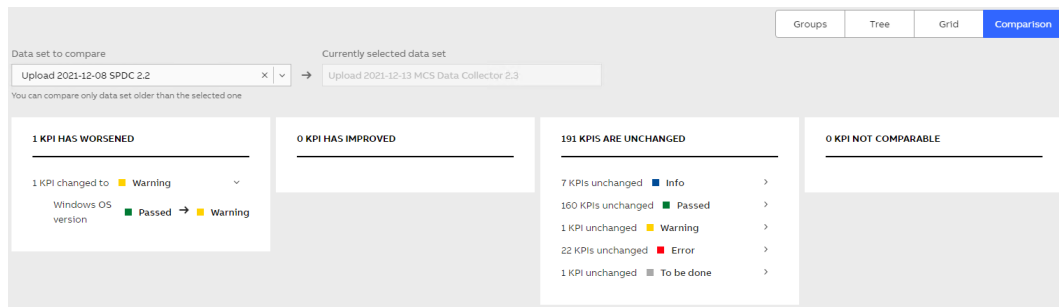 Groups Tree Grid Comparison
Data set to compare
Currently selected data set
Upload 2021-12-08 SPDC 2.2
Upload 2021-12-13 MCS Data Collector 2.3
You can compare only data set older than the selected one
1 KPI HAS WORSENED
1 KPI changed to Warning
Windows OS
version
Passed → Warning
0 KPI HAS IMPROVED
191 KPIS ARE UNCHANGED
7 KPIs unchanged Info
160 KPIs unchanged Passed
1 KPI unchanged Warning
22 KPIs unchanged Error
1 KPI unchanged To be done
0 KPI NOT COMPARABLE